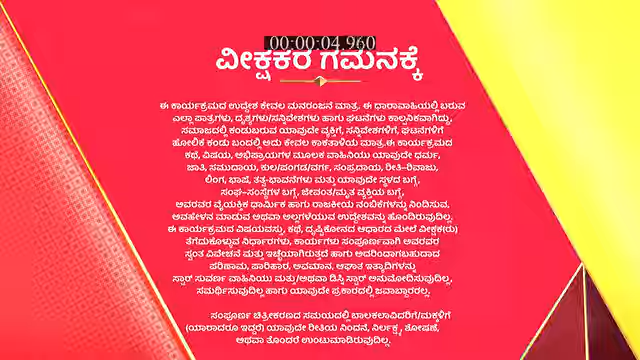 00:00:04.960
ವೀಕ್ಷಕರ ಗಮನಕ್ಕೆ
ಈ ಕಾರ್ಯಕ್ರಮದ ಉದ್ದೇಶ ಕೇವಲ ಮನರಂಜನೆ ಮಾತ್ರ. ಈ ಧಾರಾವಾಹಿಯಲ್ಲಿ ಬರುವ
ಎಲ್ಲಾ ಪಾತ್ರಗಳು, ದೃಶ್ಯಗಳು/ಸನ್ನಿವೇಶಗಳು ಹಾಗು ಘಟನೆಗಳು ಕಾಲ್ಪನಿಕವಾಗಿದ್ದು,
ಸಮಾಜದಲ್ಲಿ ಕಂಡುಬರುವ ಯಾವುದೇ ವ್ಯಕ್ತಿಗೆ, ಸನ್ನಿವೇಶಗಳಿಗೆ, ಘಟನೆಗಳಿಗೆ
ಹೋಲಿಕೆ ಕಂಡು ಬಂದಲ್ಲಿ ಅದು ಕೇವಲ ಕಾಕತಾಳಿಯ ಮಾತ್ರ.ಈ ಕಾರ್ಯಕ್ರಮದ
ಕಥೆ, ವಿಷಯ, ಅಭಿಪ್ರಾಯಗಳ ಮೂಲಕ ವಾಹಿನಿಯು ಯಾವುದೇ ಧರ್ಮ,
ಜಾತಿ, ಸಮುದಾಯ, ಕುಲ/ಪಂಗಡ/ವರ್ಗ, ಸಂಪ್ರದಾಯ, ರೀತಿ-ರಿವಾಜು,
ಲಿಂಗ, ಭಾಷೆ, ತತ್ವ-ಭಾವನೆಗಳು ಮತ್ತು ಯಾವುದೇ ಸ್ಥಳದ ಬಗ್ಗೆ,
ಸಂಘ-ಸಂಸ್ಥೆಗಳ ಬಗ್ಗೆ, ಜೀವಂತ/ಮೃತ ವ್ಯಕ್ತಿಯ ಬಗ್ಗೆ,
ಅವರವರ ವೈಯಕ್ತಿಕ ಧಾರ್ಮಿಕ ಹಾಗು ರಾಜಕೀಯ ನಂಬಿಕೆಗಳನ್ನು ನಿಂದಿಸುವ,
ಅವಹೇಳನ ಮಾಡುವ ಅಥವಾ ಅಲ್ಲಗಳೆಯುವ ಉದ್ದೇಶವನ್ನು ಹೊಂದಿರುವುದಿಲ್ಲ.
ಈ ಕಾರ್ಯಕ್ರಮದ ವಿಷಯವಸ್ತು, ಕಥೆ, ದೃಷ್ಟಿಕೋನದ ಆಧಾರದ ಮೇಲೆ ವೀಕ್ಷಕ(ರು)
ತೆಗೆದುಕೊಳ್ಳುವ ನಿರ್ಧಾರಗಳು, ಕಾರ್ಯಗಳು ಸಂಪೂರ್ಣವಾಗಿ ಅವರವರ
ಸ್ವಂತ ವಿವೇಚನೆ ಮತ್ತು ಇಚ್ಛೆಯಾಗಿರುತ್ತದೆ ಹಾಗು ಅದರಿಂದಾಗಬಹುದಾದ
ಪರಿಣಾಮ, ಪಾರಿಹಾರ, ಅವಮಾನ, ಆಘಾತ ಇತ್ಯಾದಿಗಳನ್ನು
ಸ್ಟಾರ್ ಸುವರ್ಣ ವಾಹಿನಿಯು ಮತ್ತು/ಅಥವಾ ಡಿಸ್ನಿ ಸ್ಟಾರ್ ಅನುಮೋದಿಸುವುದಿಲ್ಲ,
ಸಮರ್ಥಿಸುವುದಿಲ್ಲ ಹಾಗು ಯಾವುದೇ ಪ್ರಕಾರದಲ್ಲಿ ಜವಾಬ್ದಾರರಲ್ಲ.
ಸಂಪೂರ್ಣ ಚಿತ್ರೀಕರಣದ ಸಮಯದಲ್ಲಿ ಬಾಲಕಲಾವಿದರಿಗೆ/ಮಕ್ಕಳಿಗೆ
(ಯಾರಾದರೂ ಇದ್ದರೆ) ಯಾವುದೇ ರೀತಿಯ ನಿಂದನೆ, ನಿರ್ಲಕ್ಷ್ಯ, ಶೋಷಣೆ,
ಅಥವಾ ತೊಂದರೆ ಉಂಟುಮಾಡಿರುವುದಿಲ್ಲ.